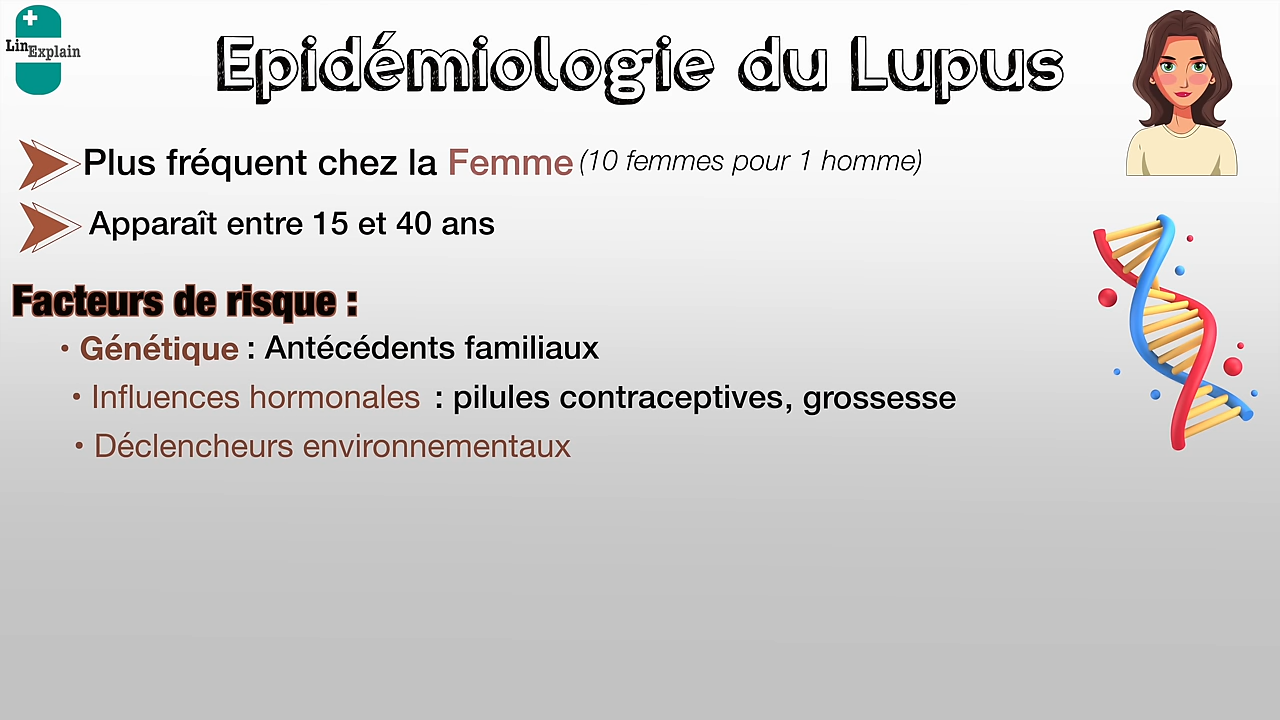 LinExplain
Epidémiologie du Lupus
Plus fréquent chez la Femme (10 femmes pour 1 homme)
Apparaît entre 15 et 40 ans
Facteurs de risque :
• Génétique : Antécédents familiaux
• Influences hormonales : pilules contraceptives, grossesse
• Déclencheurs environnementaux